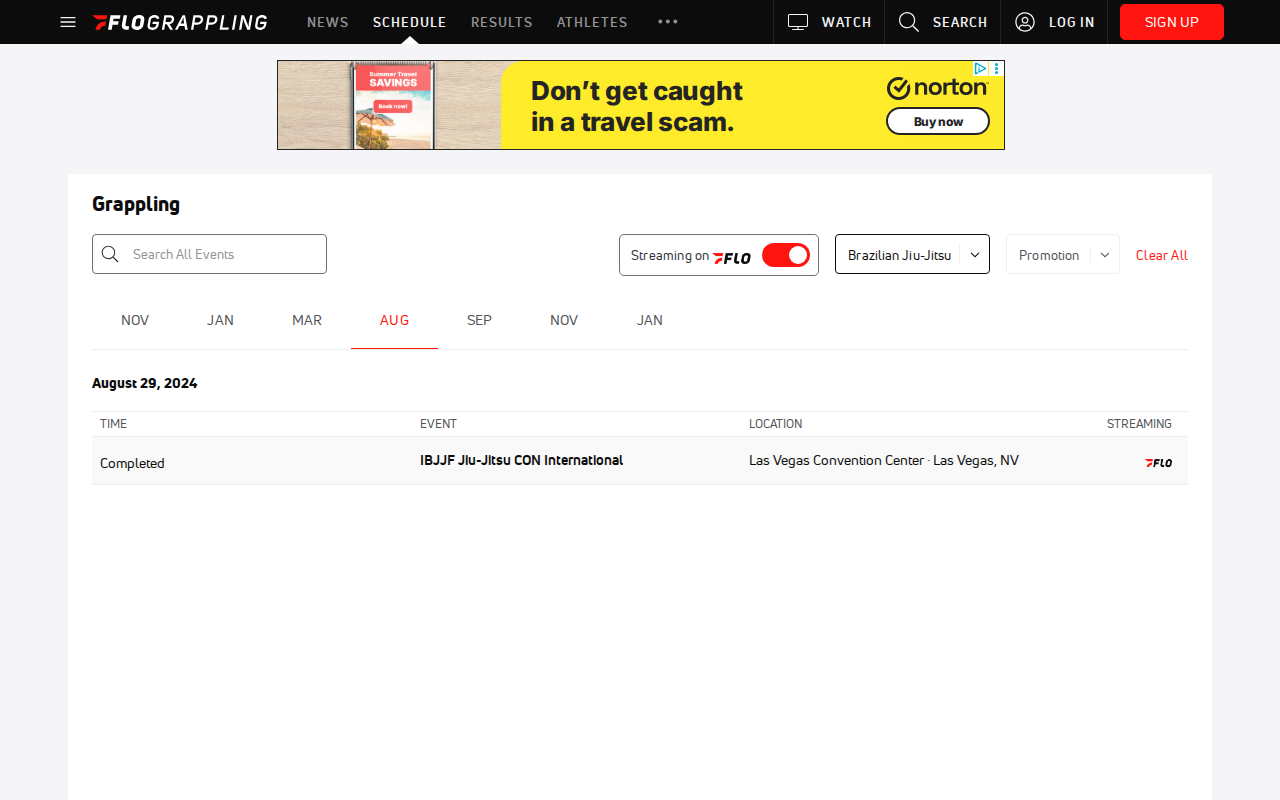 FLOGRAPPLING NEWS SCHEDULE RESULTS ATHLETES WATCH SEARCH LOG IN SIGN UP
Summer Travel
SAVINGS
Book now!
Don't get caught
in a travel scam.
norton
Buy now
Grappling
Search All Events
Streaming on FLO
Brazilian Jiu-Jitsu
Promotion
Clear All
NOV JAN MAR AUG SEP NOV JAN
August 29, 2024
TIME EVENT LOCATION STREAMING
Completed IBJJF Jiu-Jitsu CON International Las Vegas Convention Center · Las Vegas, NV FLO